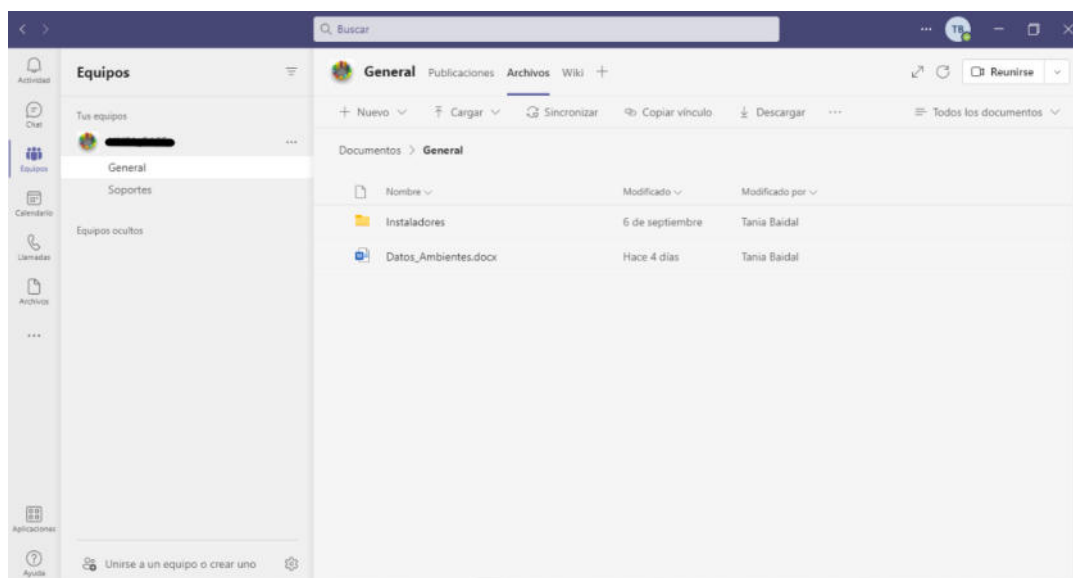 Buscar
TB
Actividad
Chat
Equipos
Calendario
Llamadas
Archivos
Aplicaciones
Ayuda
Equipos
Tus equipos
General
Soportes
Equipos ocultos
Unirse a un equipo o crear uno
General Publicaciones Archivos Wiki
Reunirse
Nuevo Cargar Sincronizar Copiar vínculo Descargar Todos los documentos
Documentos > General
Nombre Modificado Modificado por
Instaladores 6 de septiembre Tania Baidal
Datos_Ambientes.docx Hace 4 días Tania Baidal